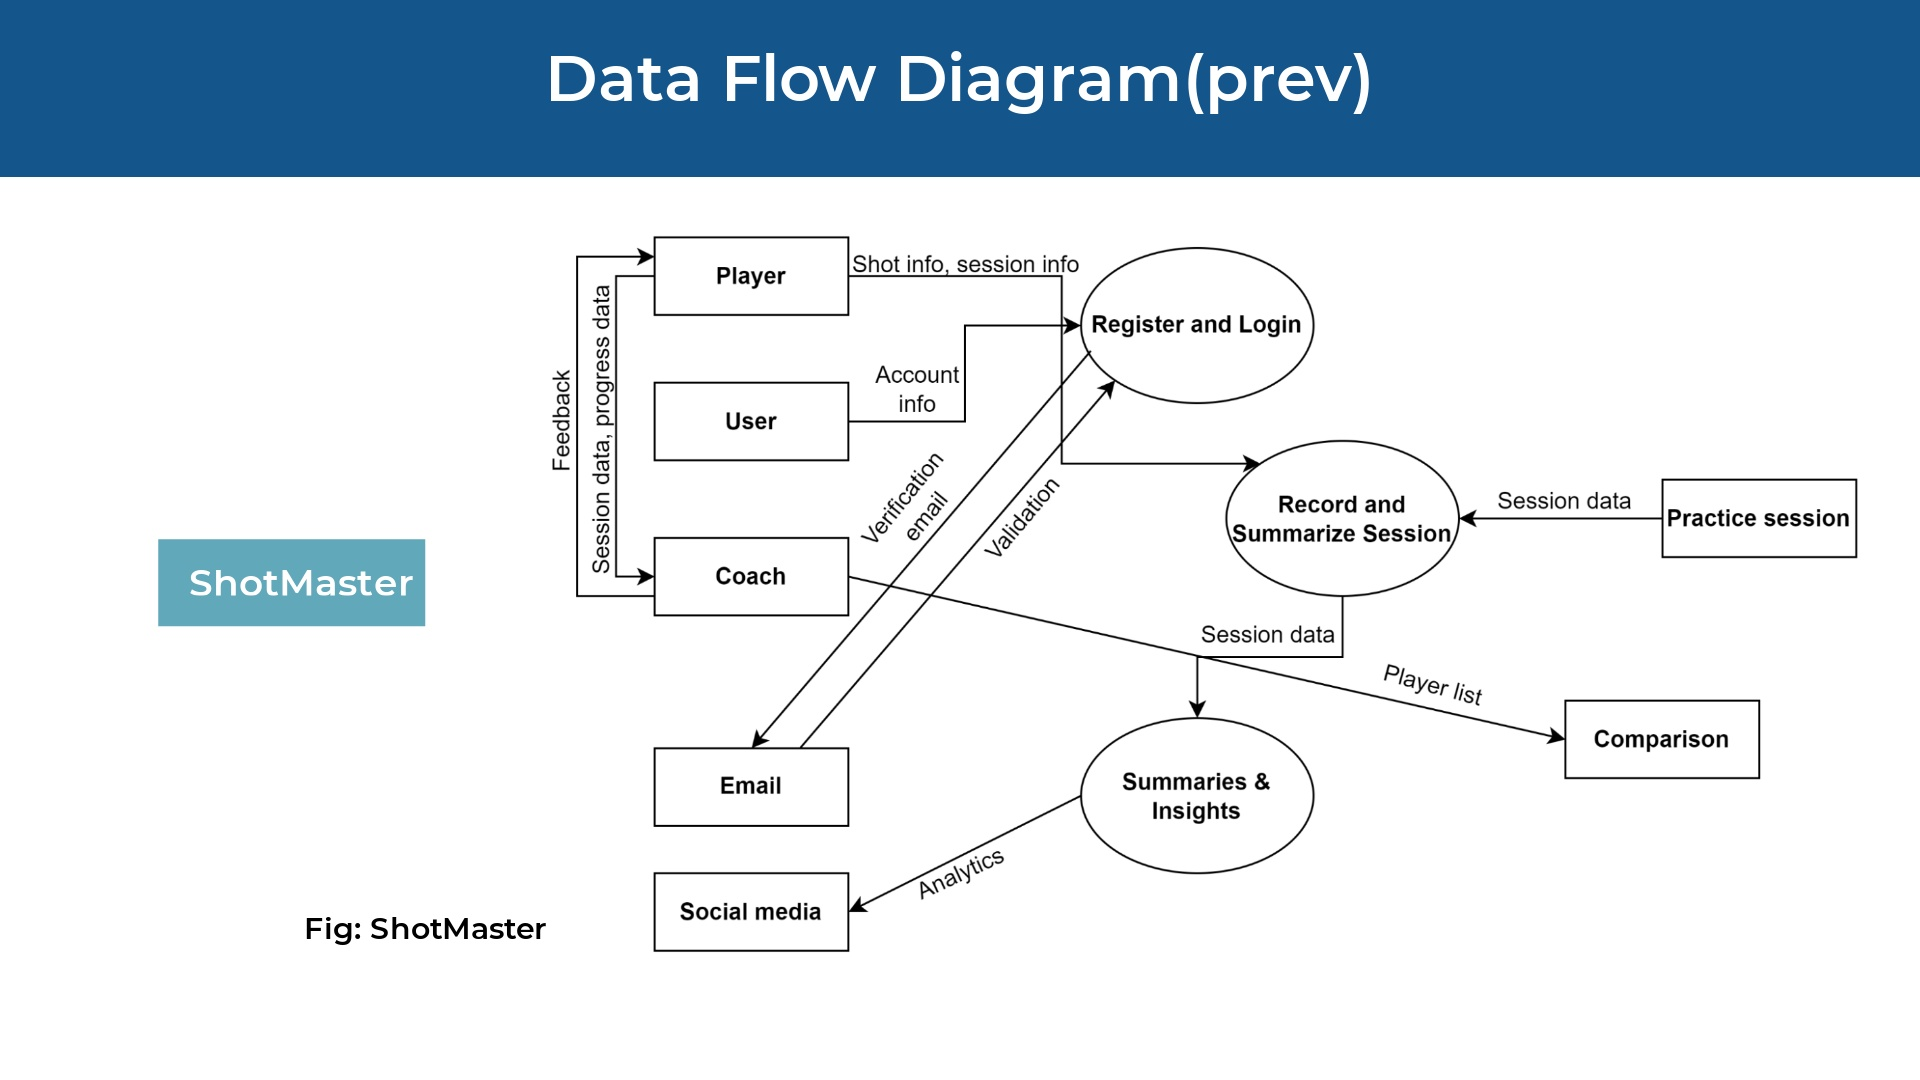 Data Flow Diagram(prev)
Player
Shot info, session info
Register and Login
Feedback
Session data, progress data
User
Account
info
Verification
email
Validation
Record and
Summarize Session
Session data
Practice session
ShotMaster
Coach
Session data
Player list
Comparison
Email
Summaries &
Insights
Analytics
Social media
Fig: ShotMaster